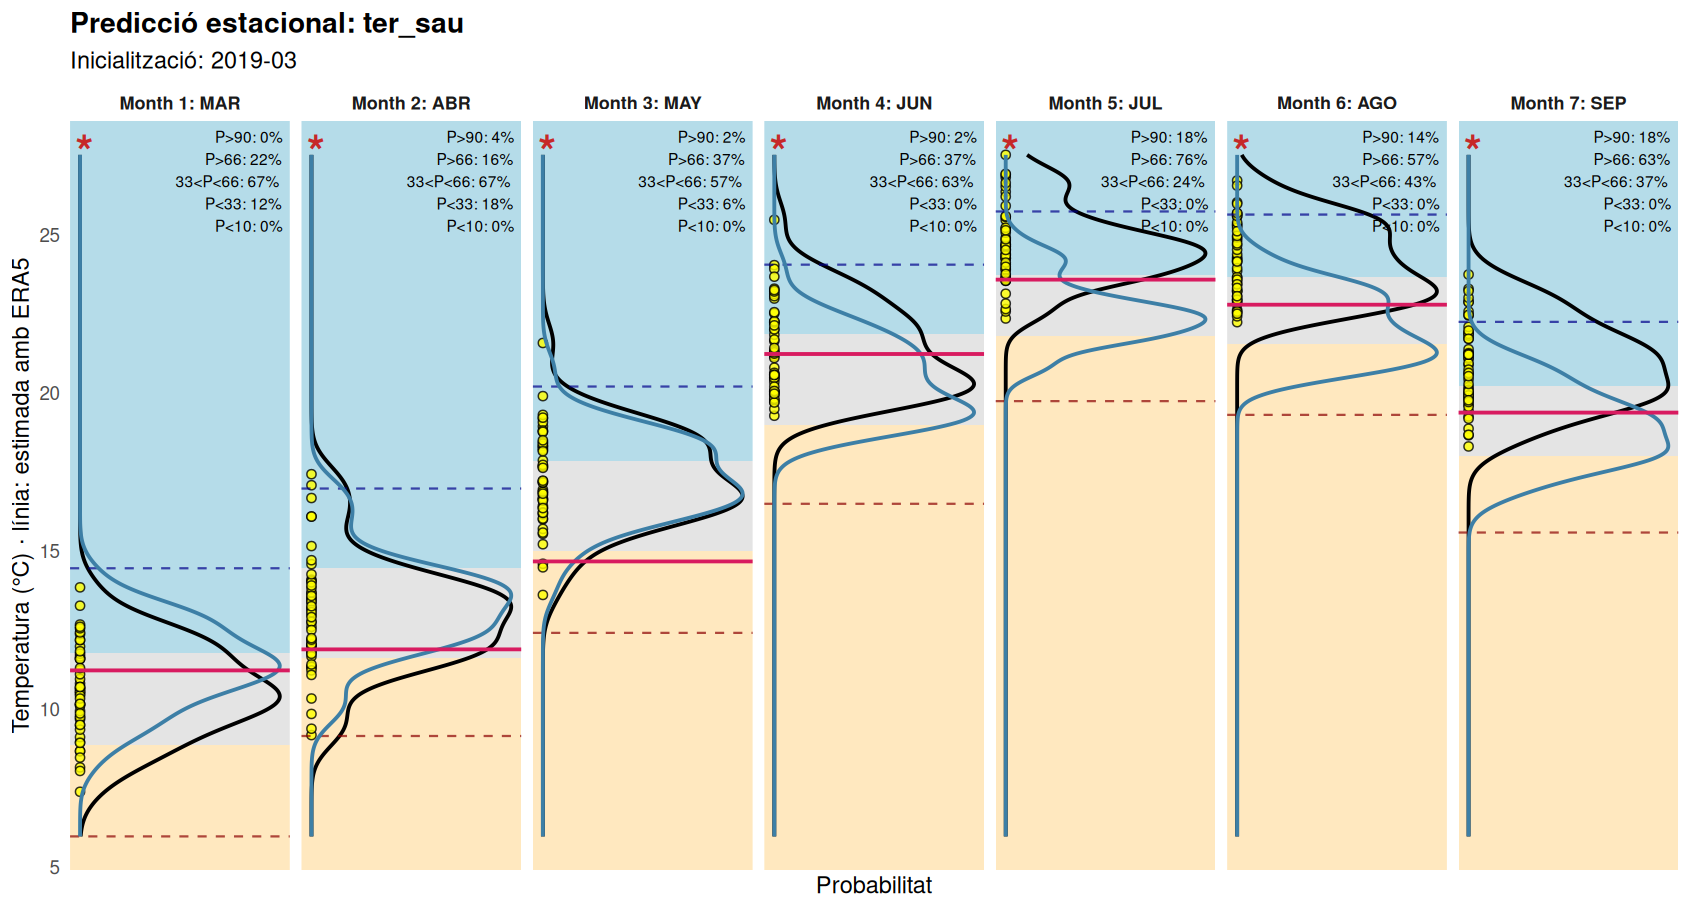 Predicció estacional: ter_sau
Inicialització: 2019-03
Month 1: MAR
Month 2: ABR
Month 3: MAY
Month 4: JUN
Month 5: JUL
Month 6: AGO
Month 7: SEP
*
P>90: 0%
P>66: 22%
33<P<66: 67%
P<33: 12%
P<10: 0%
*
P>90: 4%
P>66: 16%
33<P<66: 67%
P<33: 18%
P<10: 0%
*
P>90: 2%
P>66: 37%
33<P<66: 57%
P<33: 6%
P<10: 0%
*
P>90: 2%
P>66: 37%
33<P<66: 63%
P<33: 0%
P<10: 0%
*
P>90: 18%
P>66: 76%
33<P<66: 24%
P<33: 0%
P<10: 0%
*
P>90: 14%
P>66: 57%
33<P<66: 43%
P<33: 0%
P<10: 0%
*
P>90: 18%
P>66: 63%
33<P<66: 37%
P<33: 0%
P<10: 0%
25
20
15
10
5
Temperatura (°C) · línia: estimada amb ERA5
Probabilitat